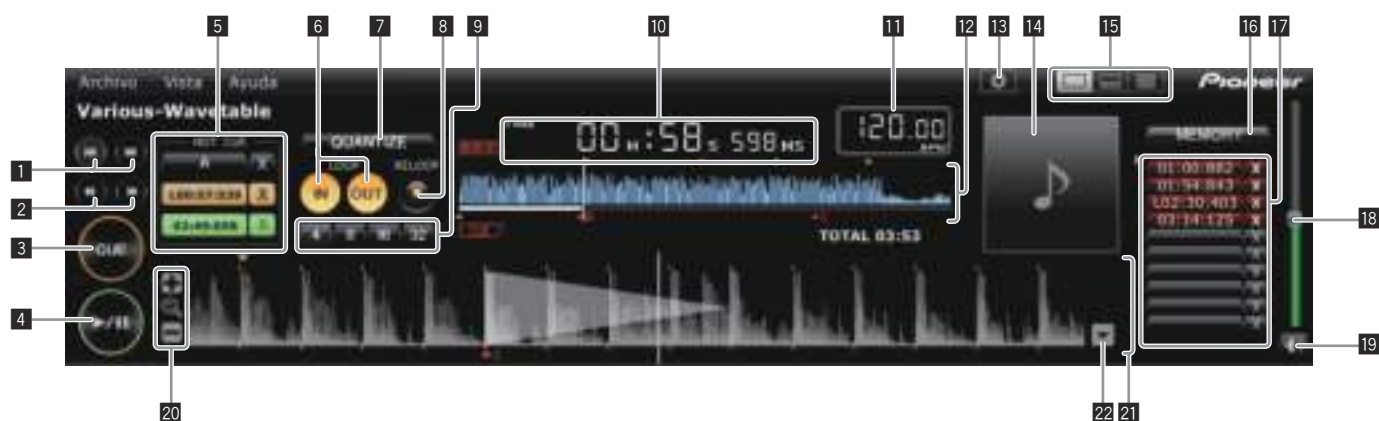 5 6 7 8 9 10 11 12 13 14 15 16 17
Archivo Vista Ayuda
Pioneer
Various-Wavetable
HOT CUE
A X
X
QUANTIZE
LOOP RELOOP
IN OUT
4 8 16 32
00 H :58 S 598 MS
120.00
BPM
TOTAL 03:53
MEMORY
01:00:882 X
01:54:843 X
L02:30.403 X
03:14:125 X
CUE
►/II
1
2
3
4
18
19
20 22 21